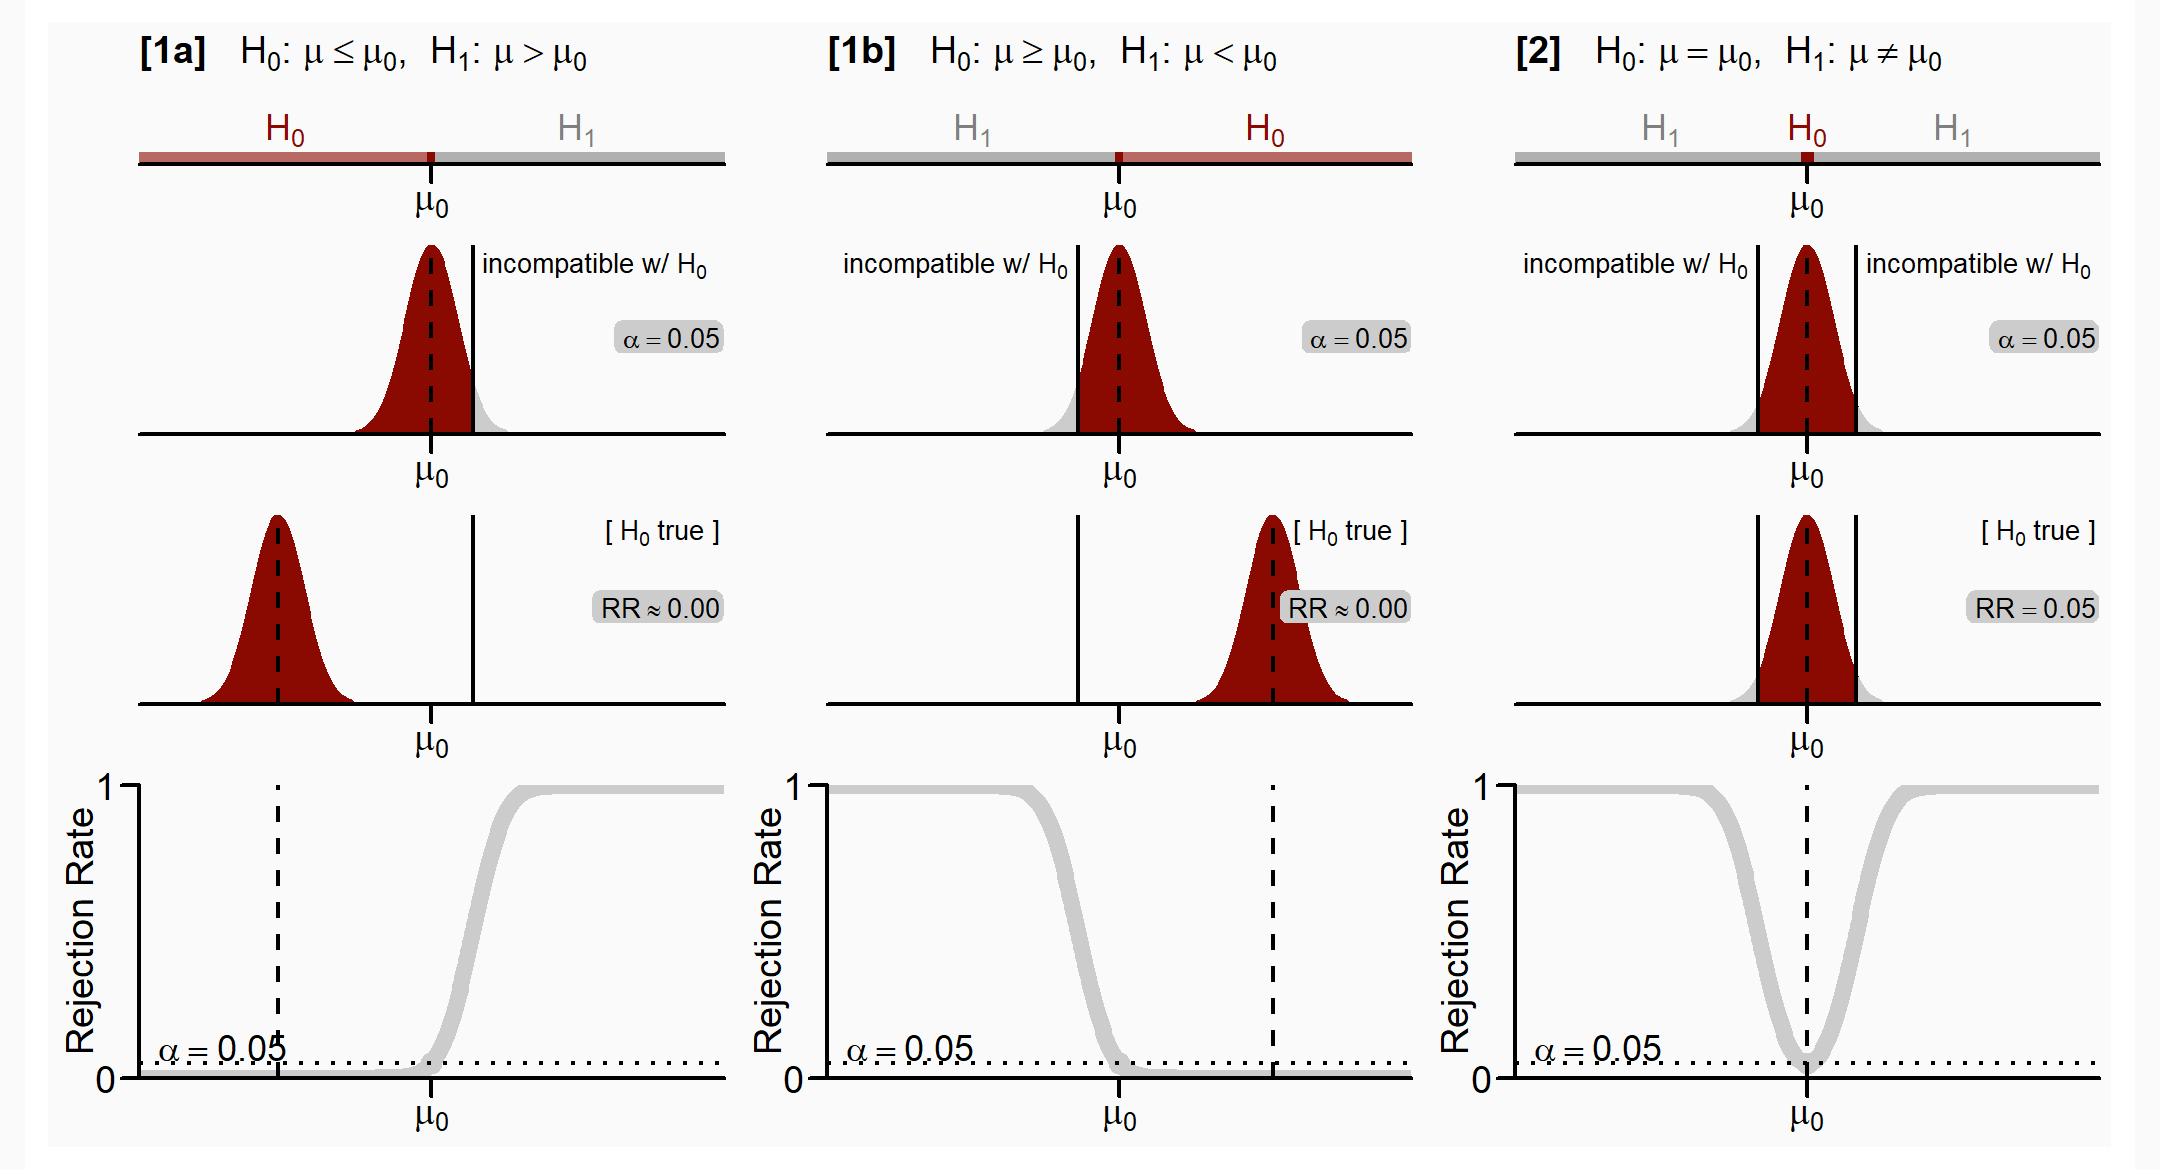 [1a] H₀: μ ≤ μ₀, H₁: μ > μ₀
H₀ H₁
μ₀
incompatible w/ H₀
α = 0.05
μ₀
[ H₀ true ]
RR ≈ 0.00
μ₀
Rejection Rate
1
α = 0.05
0
μ₀
[1b] H₀: μ ≥ μ₀, H₁: μ < μ₀
H₁ H₀
μ₀
incompatible w/ H₀
α = 0.05
μ₀
[ H₀ true ]
RR ≈ 0.00
μ₀
Rejection Rate
1
α = 0.05
0
μ₀
[2] H₀: μ = μ₀, H₁: μ ≠ μ₀
H₁ H₀ H₁
μ₀
incompatible w/ H₀ incompatible w/ H₀
α = 0.05
μ₀
[ H₀ true ]
RR = 0.05
μ₀
Rejection Rate
1
α = 0.05
0
μ₀